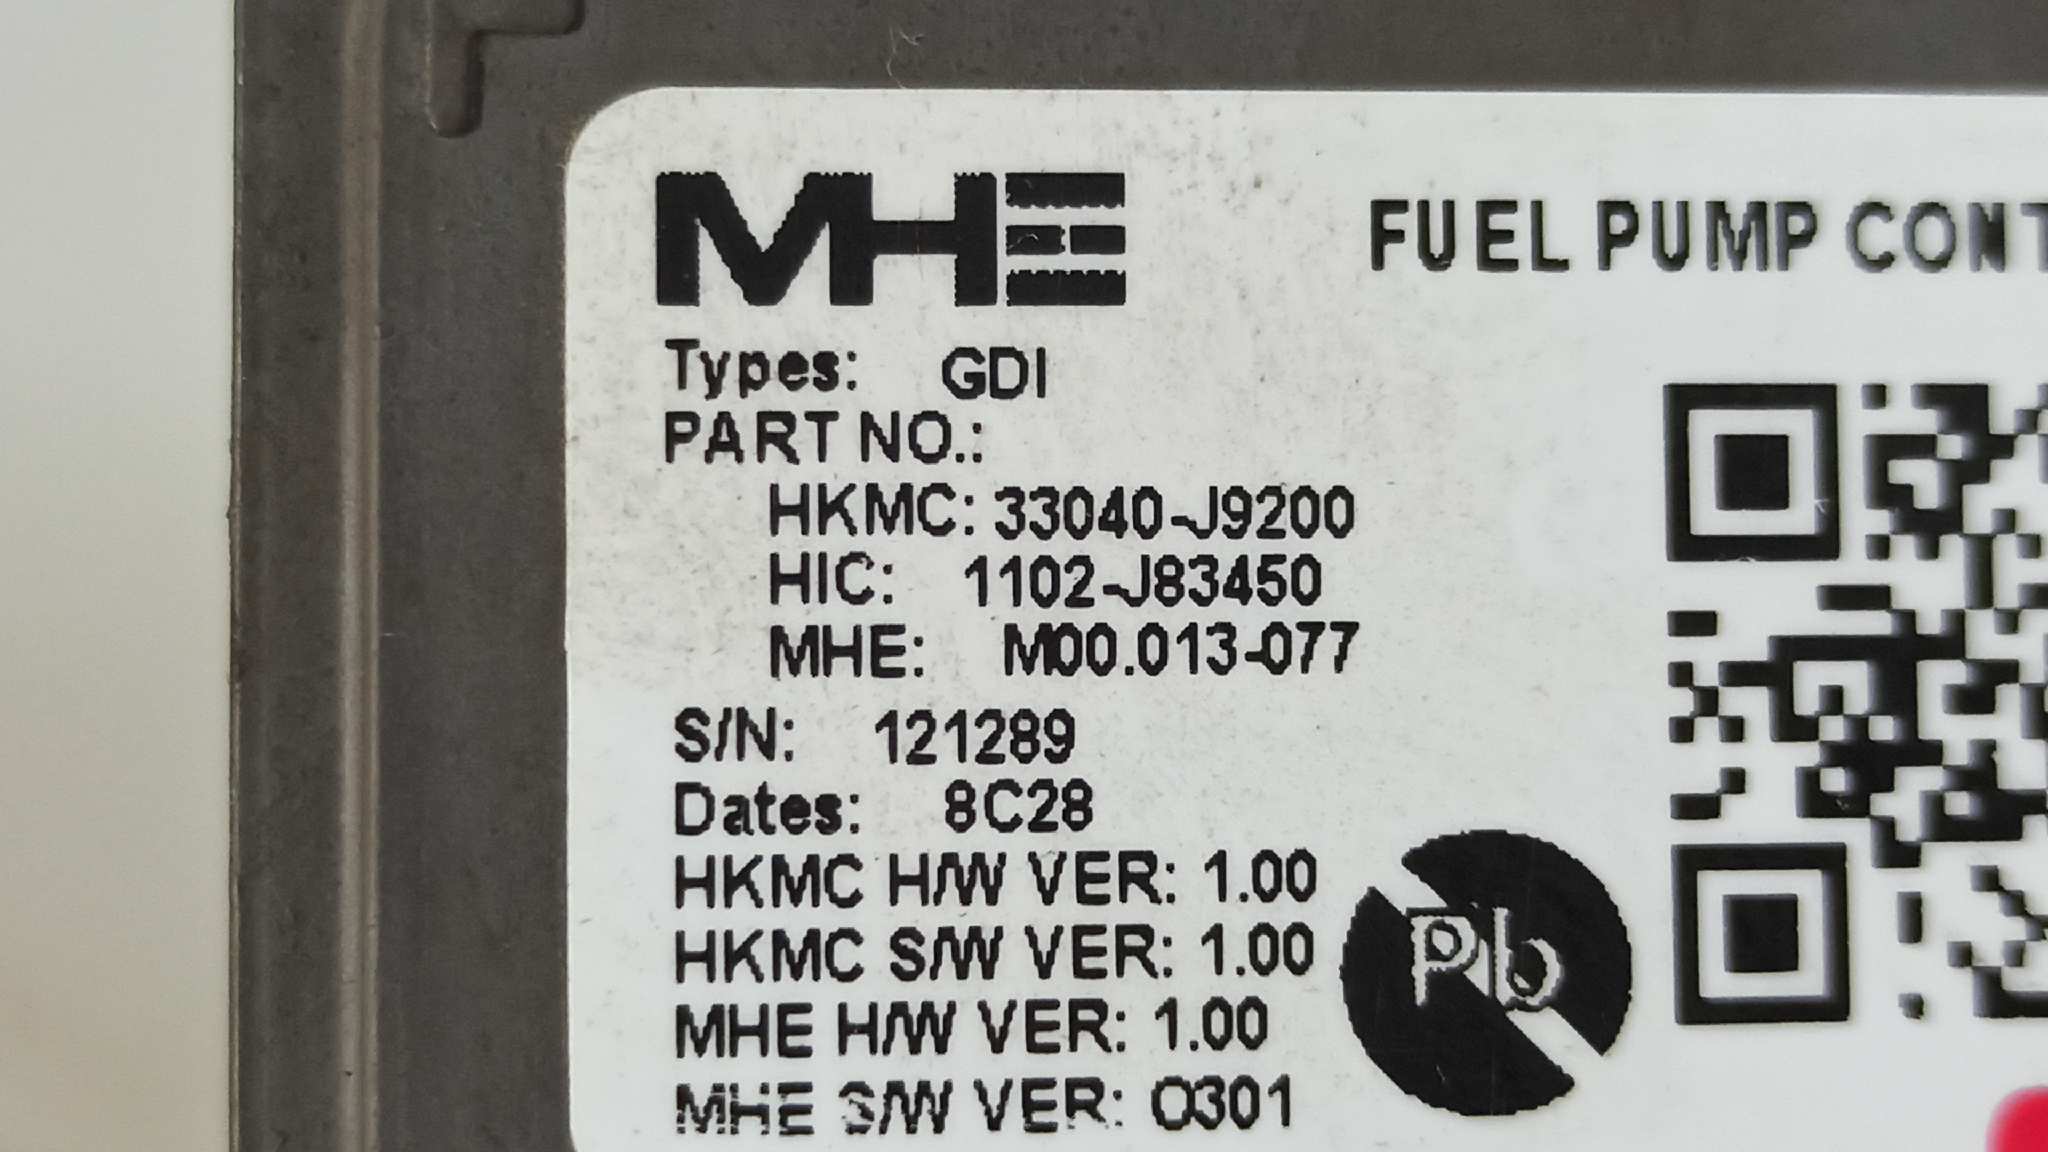 MHE
FUEL PUMP CONT
Types: GDI
PART NO.:
HKMC: 33040-J9200
HIC: 1102-J83450
MHE: M00.013-077
S/N: 121289
Dates: 8C28
HKMC H/W VER: 1.00
HKMC S/W VER: 1.00
MHE H/W VER: 1.00
MHE S/W VER: O301
Pb